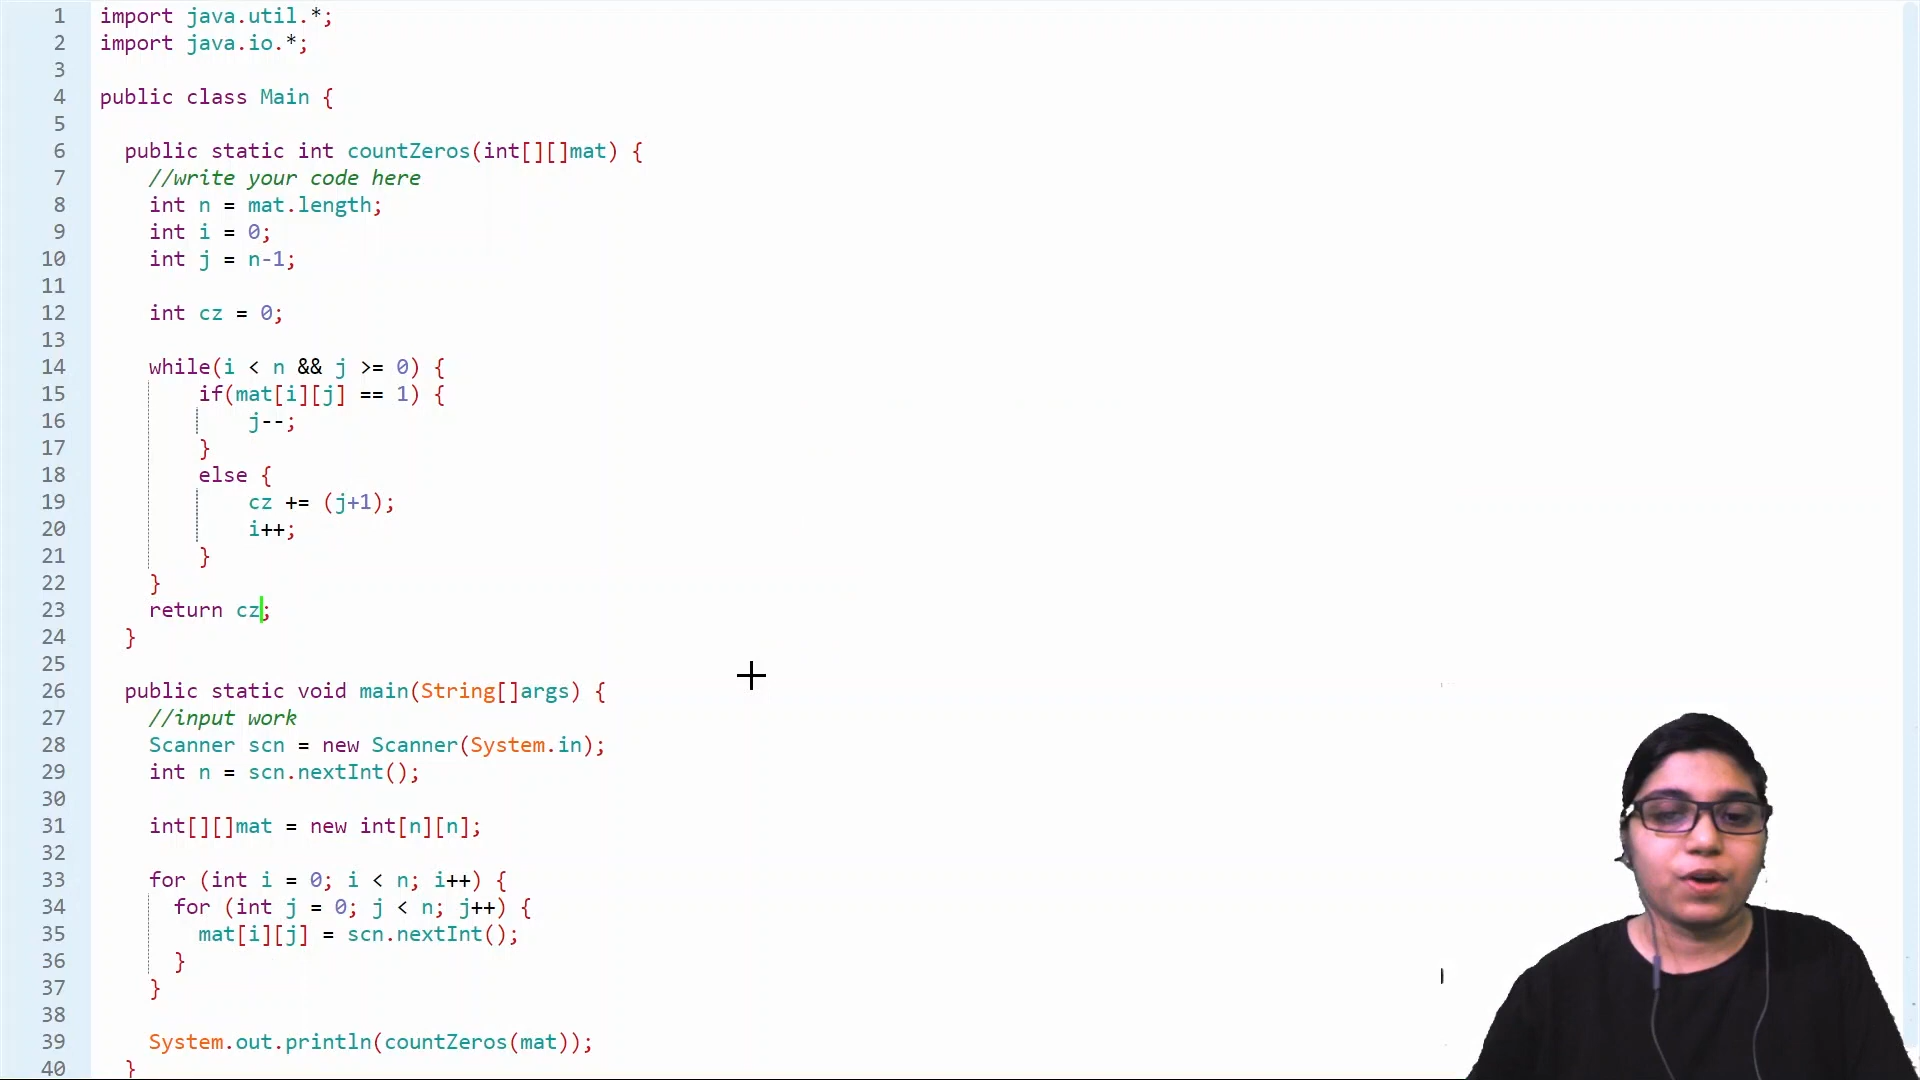 1 import java.util.*;
2 import java.io.*;
3
4 public class Main {
5
6 public static int countZeros(int[][]mat) {
7 //write your code here
8 int n = mat.length;
9 int i = 0;
10 int j = n-1;
11
12 int cz = 0;
13
14 while(i < n && j >= 0) {
15 if(mat[i][j] == 1) {
16 j--;
17 }
18 else {
19 cz += (j+1);
20 i++;
21 }
22 }
23 return cz;
24 }
25
26 public static void main(String[]args) {
27 //input work
28 Scanner scn = new Scanner(System.in);
29 int n = scn.nextInt();
30
31 int[][]mat = new int[n][n];
32
33 for (int i = 0; i < n; i++) {
34 for (int j = 0; j < n; j++) {
35 mat[i][j] = scn.nextInt();
36 }
37 }
38
39 System.out.println(countZeros(mat));
40 }